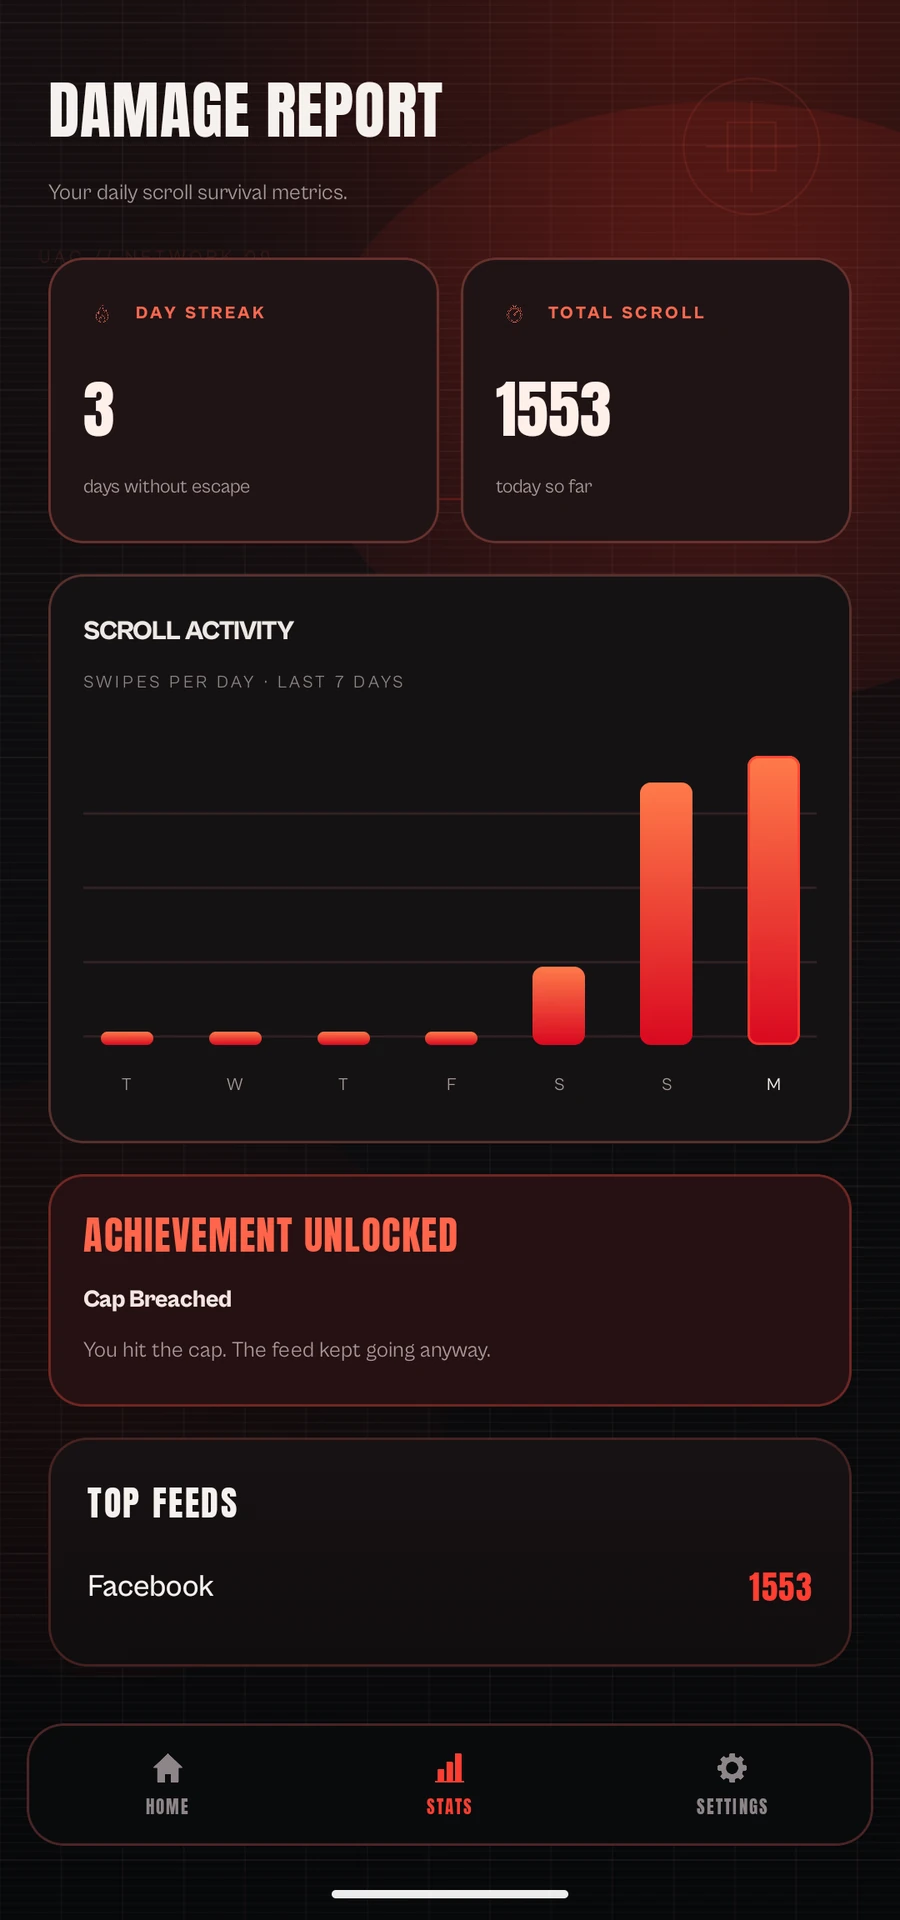 DAMAGE REPORT
Your daily scroll survival metrics.
UAC // NETWORK
DAY STREAK
3
days without escape
TOTAL SCROLL
1553
today so far
SCROLL ACTIVITY
SWIPES PER DAY · LAST 7 DAYS
T W T F S S M
ACHIEVEMENT UNLOCKED
Cap Breached
You hit the cap. The feed kept going anyway.
TOP FEEDS
Facebook 1553
HOME STATS SETTINGS